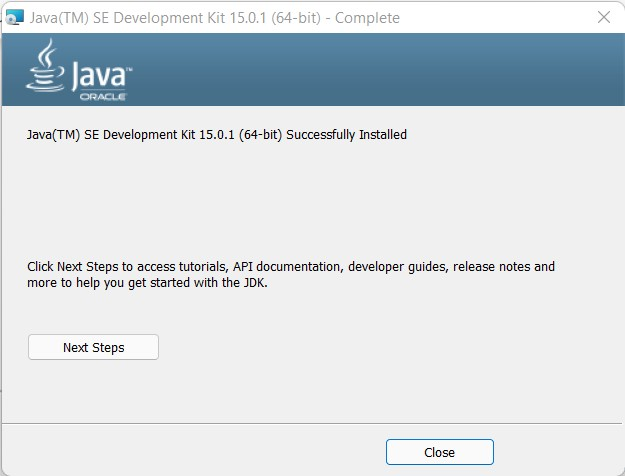 Java(TM) SE Development Kit 15.0.1 (64-bit) - Complete
Java™
ORACLE
Java(TM) SE Development Kit 15.0.1 (64-bit) Successfully Installed
Click Next Steps to access tutorials, API documentation, developer guides, release notes and
more to help you get started with the JDK.
Next Steps
Close